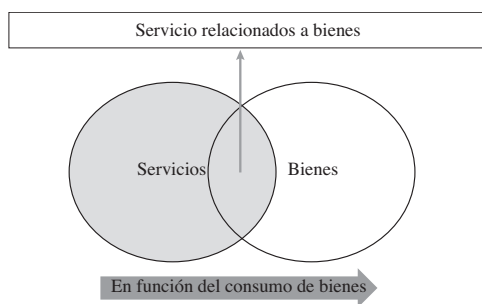 Servicio relacionados a bienes
Servicios
Bienes
En función del consumo de bienes